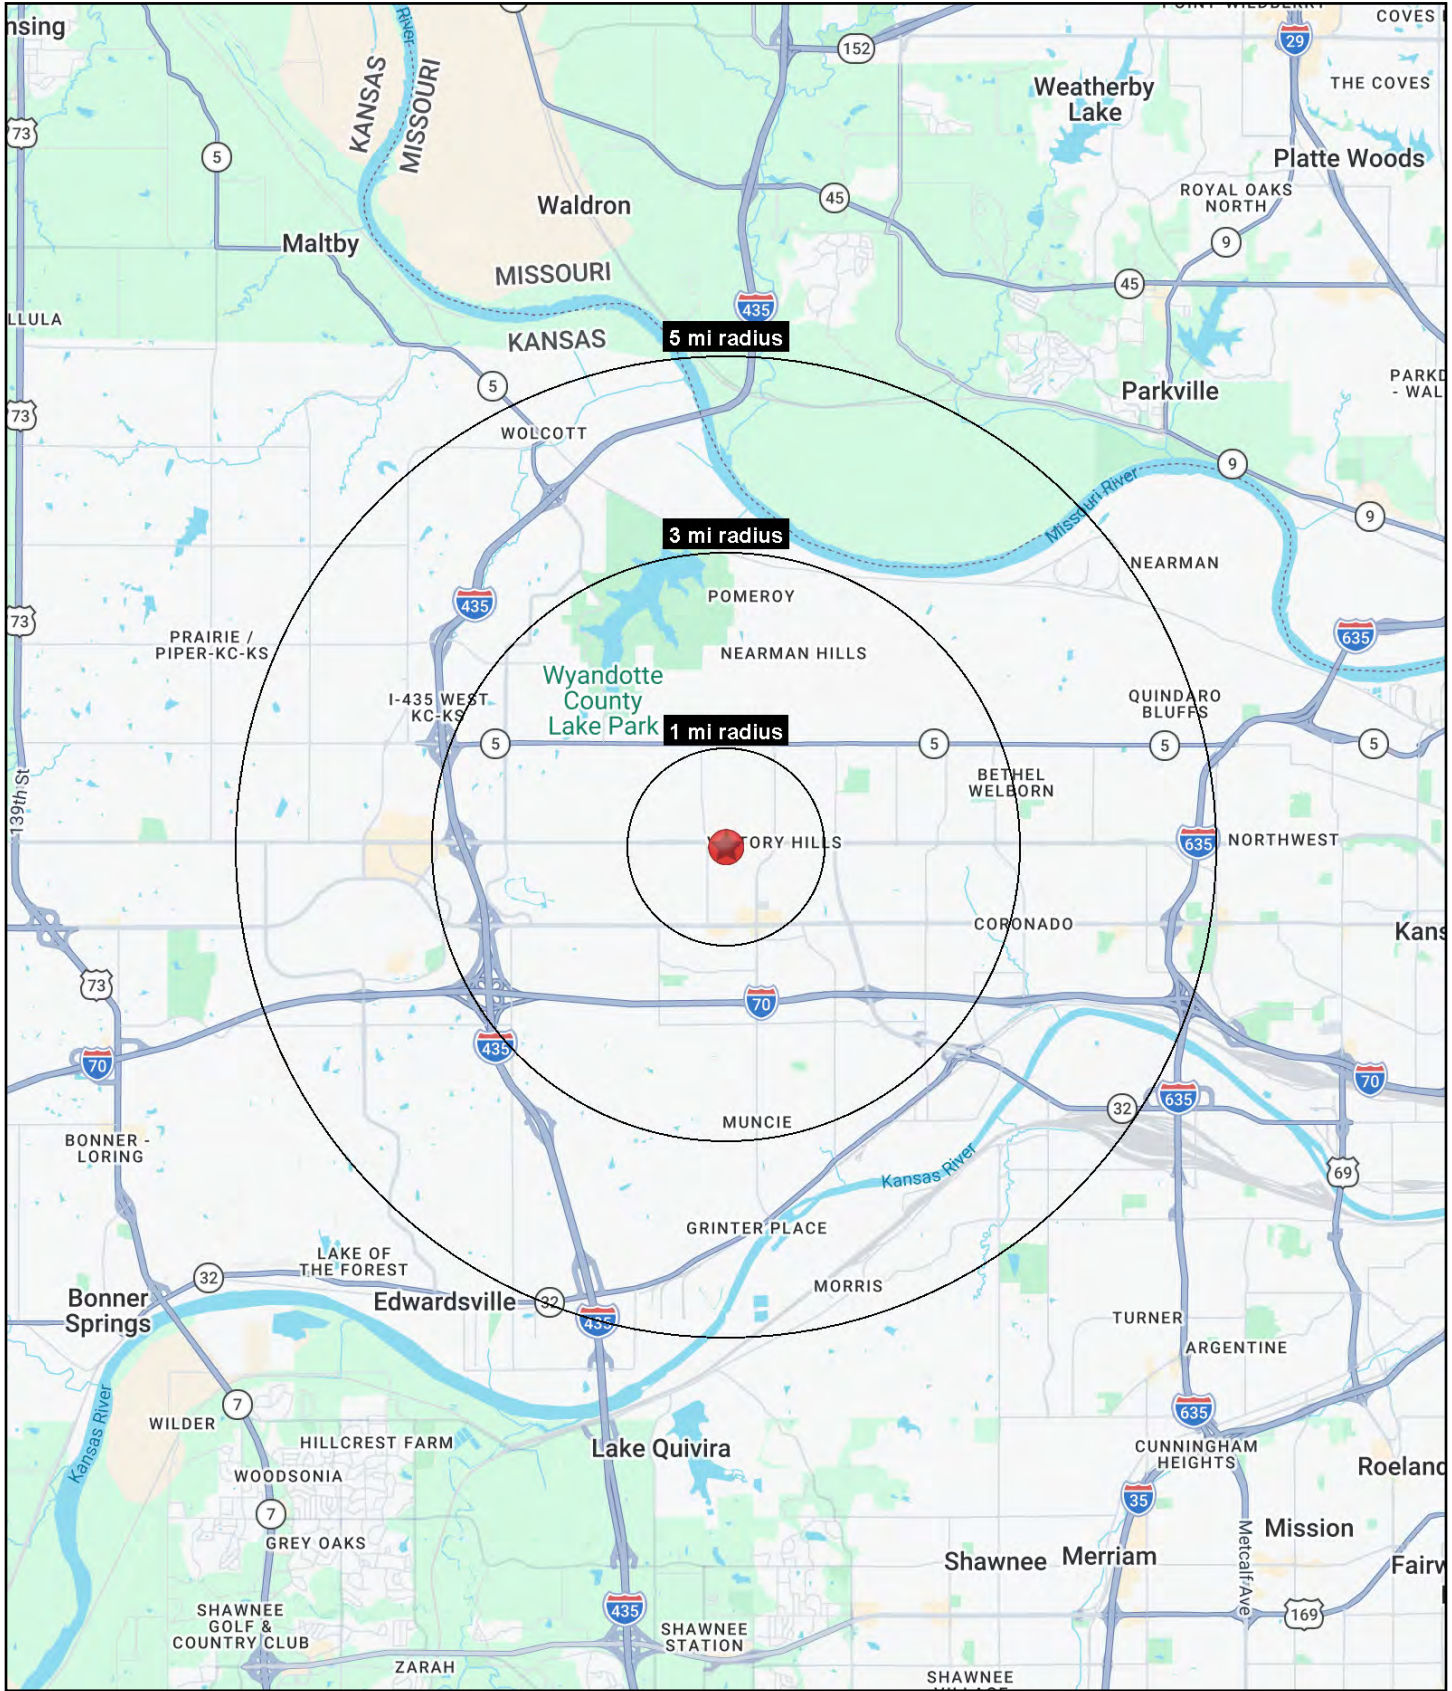 nsing
River
152
POINT WILDBERRY
COVES
29
THE COVES
Weatherby
Lake
KANSAS
MISSOURI
73
5
Platte Woods
ROYAL OAKS
NORTH
Waldron
45
9
Maltby
MISSOURI
45
LLULA
KANSAS
435
5 mi radius
5
Parkville
PARKD
- WAL
73
WOLCOTT
9
Missouri River
9
3 mi radius
NEARMAN
435
POMEROY
73
PRAIRIE /
PIPER-KC-KS
NEARMAN HILLS
635
Wyandotte
County
Lake Park
I-435 WEST
KC-KS
QUINDARO
BLUFFS
1 mi radius
5
5
5
5
BETHEL
WELBORN
139th St
TORY HILLS
635
NORTHWEST
CORONADO
Kans
73
70
435
70
70
635
32
MUNCIE
BONNER -
LORING
69
Kansas River
GRINTER PLACE
LAKE OF
THE FOREST
32
MORRIS
Bonner
Springs
Edwardsville
32
435
TURNER
ARGENTINE
Kansas River
7
635
WILDER
HILLCREST FARM
Lake Quivira
CUNNINGHAM
HEIGHTS
WOODSONIA
Roeland
35
7
GREY OAKS
Mission
Metcalf Ave
Shawnee
Merriam
Fairw
435
169
SHAWNEE
GOLF &
COUNTRY CLUB
SHAWNEE
STATION
ZARAH
SHAWNEE